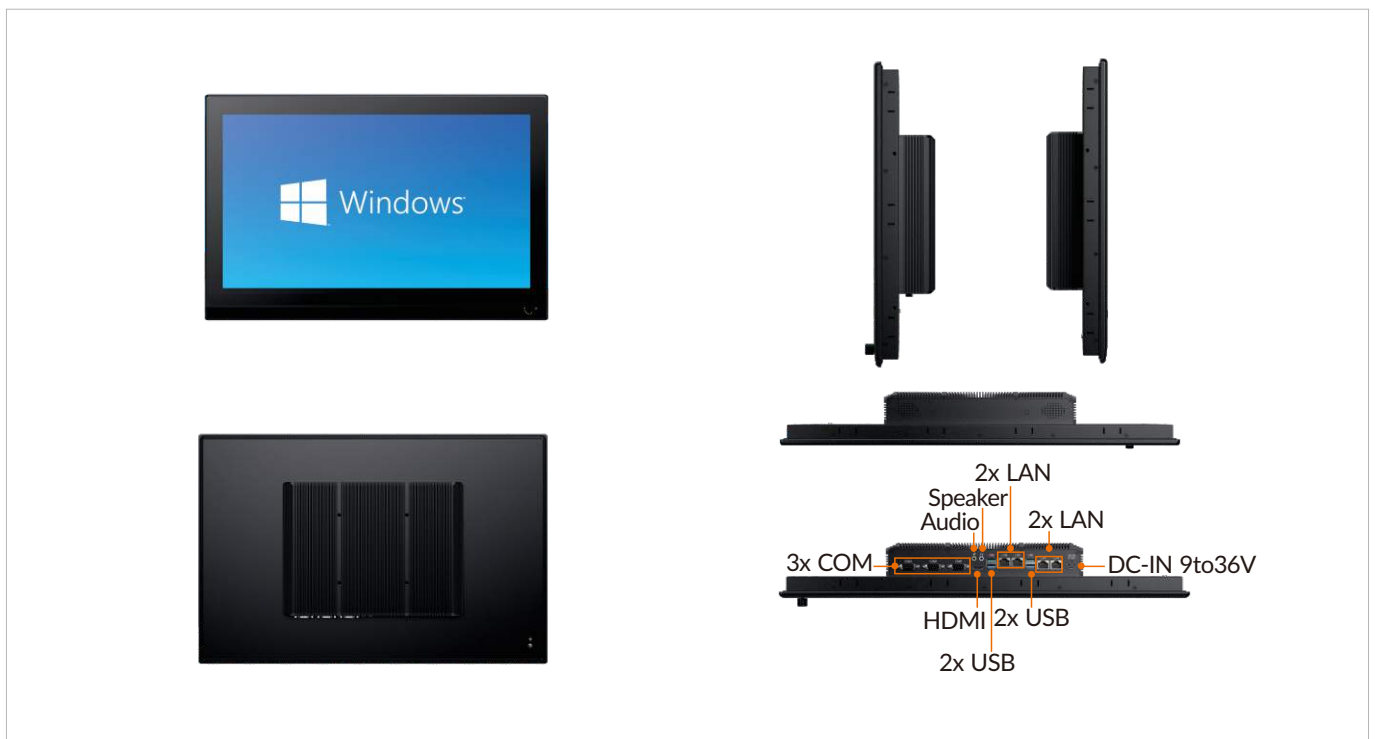 Windows
2x LAN
Speaker
Audio
2x LAN
3x COM
DC-IN 9to36V
HDMI
2x USB
2x USB